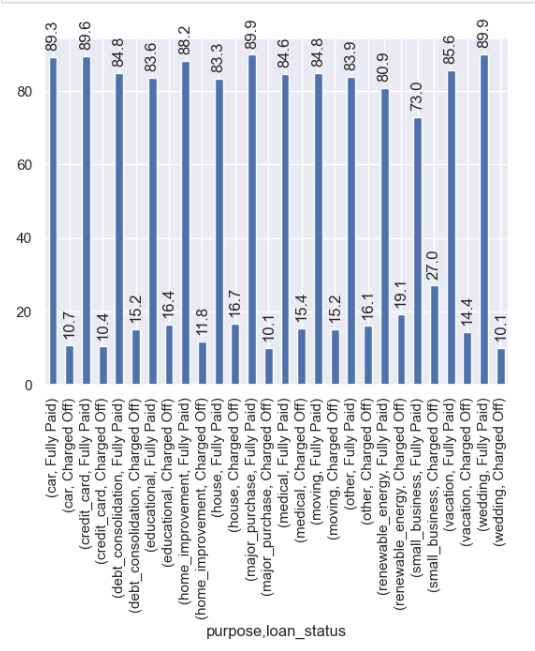 89.3
10.7
89.6
10.4
84.8
15.2
83.6
16.4
88.2
11.8
83.3
16.7
89.9
10.1
84.6
15.4
84.8
15.2
83.9
16.1
80.9
19.1
73.0
27.0
85.6
14.4
89.9
10.1
80
60
40
20
0
(car, Fully Paid)
(car, Charged Off)
(credit_card, Fully Paid)
(credit_card, Charged Off)
(debt_consolidation, Fully Paid)
(debt_consolidation, Charged Off)
(educational, Fully Paid)
(educational, Charged Off)
(home_improvement, Fully Paid)
(home_improvement, Charged Off)
(house, Fully Paid)
(house, Charged Off)
(major_purchase, Fully Paid)
(major_purchase, Charged Off)
(medical, Fully Paid)
(medical, Charged Off)
(moving, Fully Paid)
(moving, Charged Off)
(other, Fully Paid)
(other, Charged Off)
(renewable_energy, Fully Paid)
(renewable_energy, Charged Off)
(small_business, Fully Paid)
(small_business, Charged Off)
(vacation, Fully Paid)
(vacation, Charged Off)
(wedding, Fully Paid)
(wedding, Charged Off)
purpose,loan_status